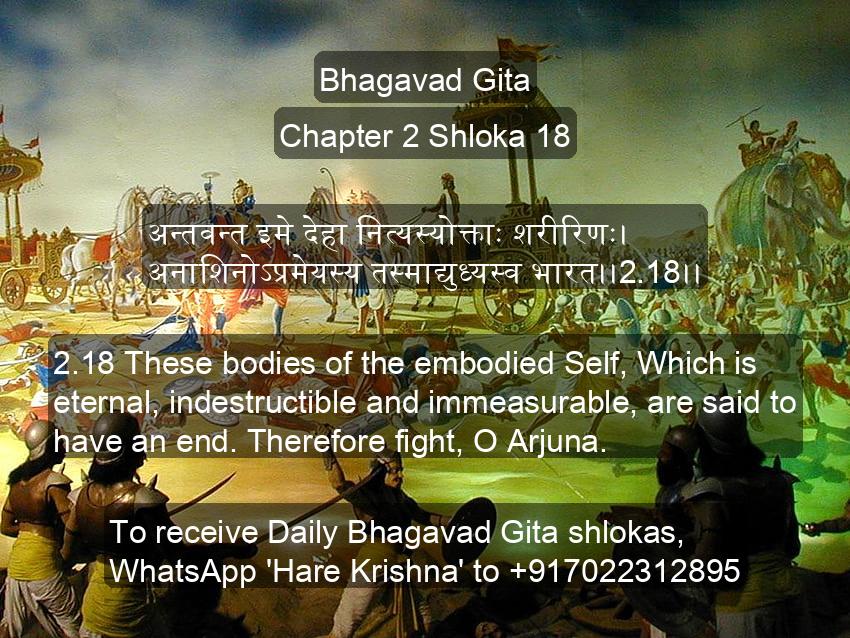 Bhagavad Gita
Chapter 2 Shloka 18
अन्तवन्त इमे देहा नित्यस्योक्ताः शरीरिणः।
अनाशिनोऽप्रमेयस्य तस्माद्युध्यस्व भारत।।2.18।।
2.18 These bodies of the embodied Self, Which is
eternal, indestructible and immeasurable, are said to
have an end. Therefore fight, O Arjuna.
To receive Daily Bhagavad Gita shlokas,
WhatsApp 'Hare Krishna' to +917022312895